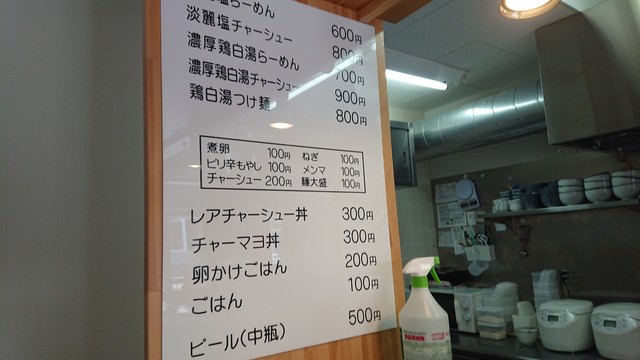 塩らーめん 600円
淡麗塩チャーシュー 800円
濃厚鶏白湯らーめん 700円
濃厚鶏白湯チャーシュー 900円
鶏白湯つけ麺 800円
煮卵 100円 ねぎ 100円
ピリ辛もやし 100円 メンマ 100円
チャーシュー 200円 麺大盛 100円
レアチャーシュー丼 300円
チャーマヨ丼 300円
卵かけごはん 200円
ごはん 100円
ビール(中瓶) 500円